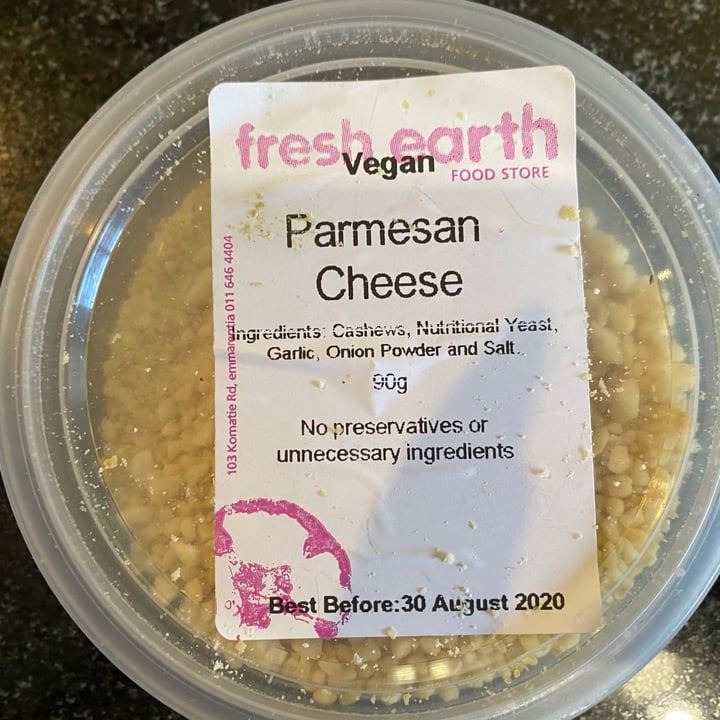 fresh earth
Vegan
FOOD STORE
Parmesan
Cheese
Ingredients: Cashews, Nutritional Yeast,
Garlic, Onion Powder and Salt.
90g
No preservatives or
unnecessary ingredients
Best Before:30 August 2020
103 Komatie Rd, emmarentia 011 646 4404